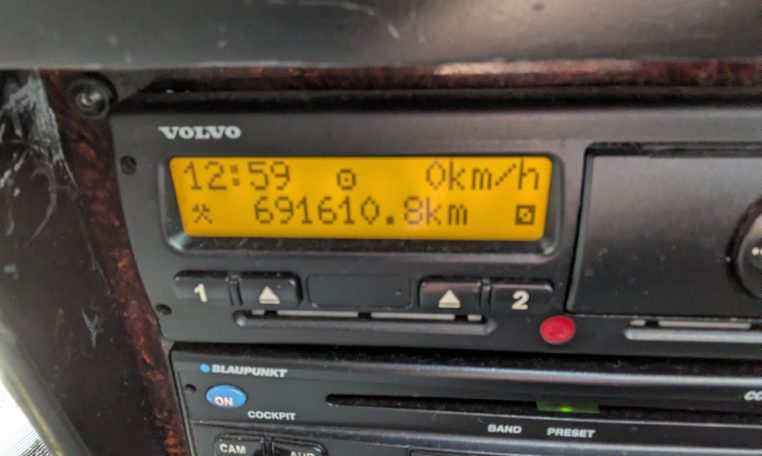 VOLVO
12:59 0km/h
691610.8km
1 2
BLAUPUNKT
ON
COCKPIT
BAND PRESET
CAM